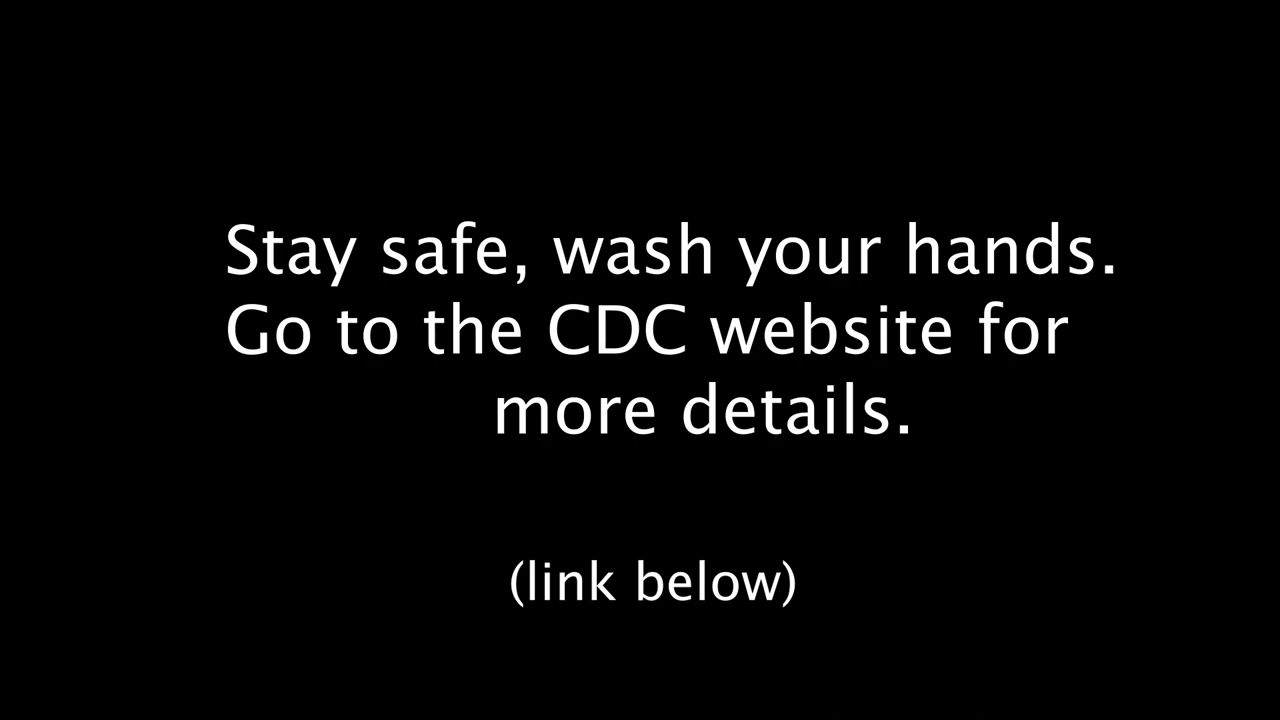 Stay safe, wash your hands.
Go to the CDC website for
more details.
(link below)